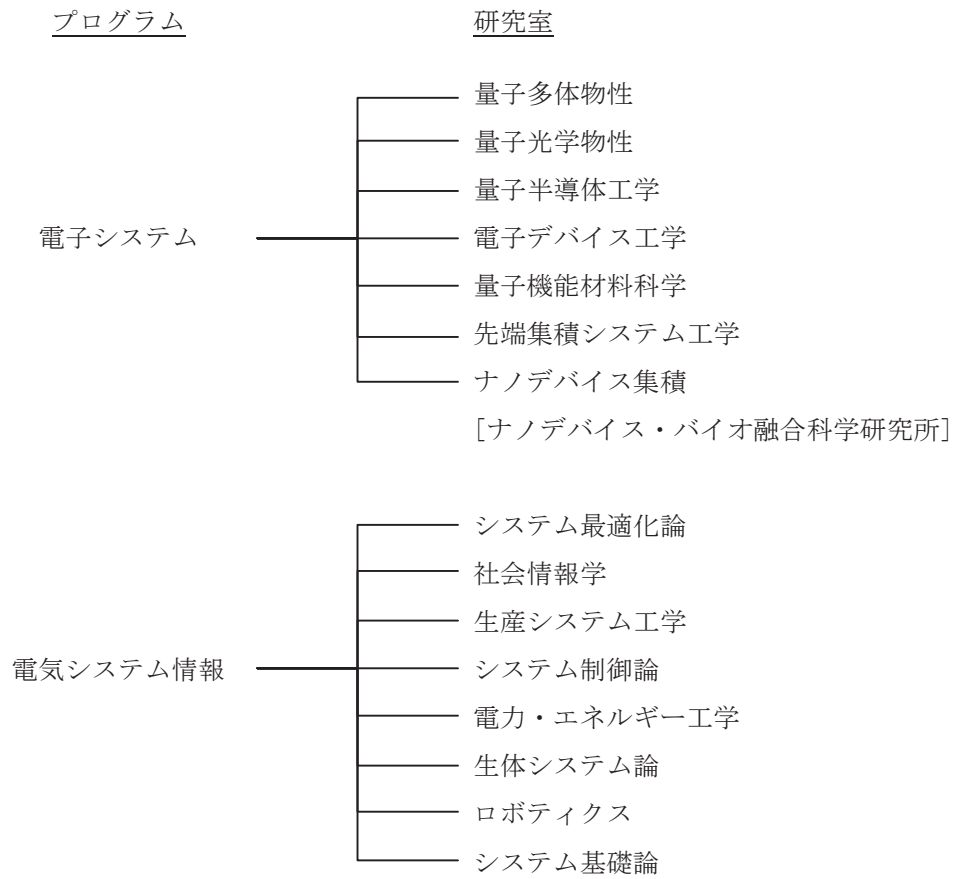 プログラム
研究室
量子多体物性
量子光学物性
量子半導体工学
電子システム
電子デバイス工学
量子機能材料科学
先端集積システム工学
ナノデバイス集積
[ナノデバイス・バイオ融合科学研究所]
システム最適化論
社会情報学
生産システム工学
電気システム情報
システム制御論
電力・エネルギー工学
生体システム論
ロボティクス
システム基礎論